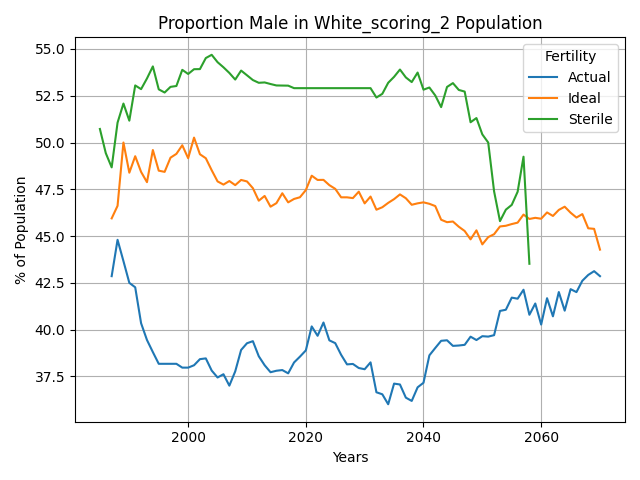 Proportion Male in White_scoring_2 Population
Fertility
Actual
Ideal
Sterile
% of Population
55.0
52.5
50.0
47.5
45.0
42.5
40.0
37.5
2000
2020
2040
2060
Years